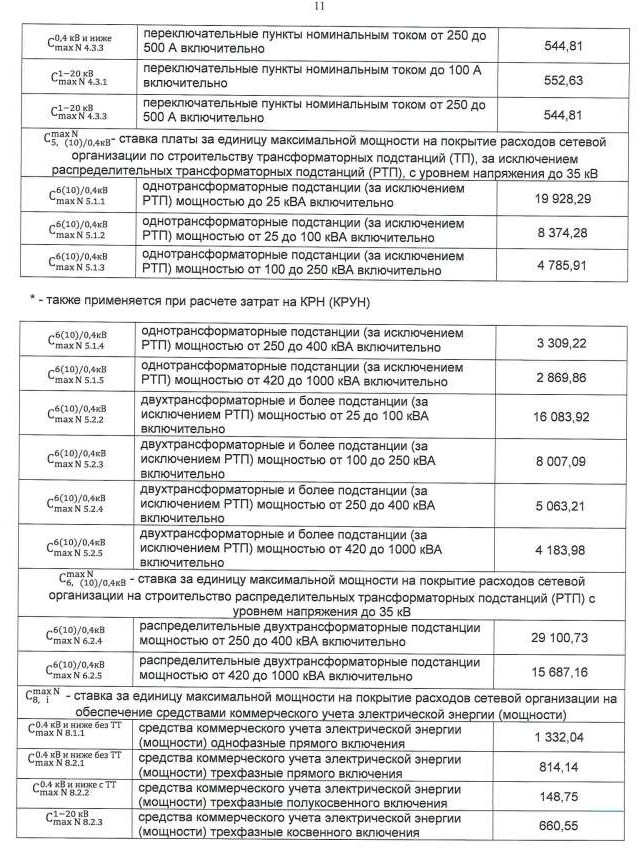 11
C 0,4 кВ и ниже max N 4.3.3
переключательные пункты номинальным током от 250 до
500 А включительно
544,81
C 1–20 кВ max N 4.3.1
переключательные пункты номинальным током до 100 А
включительно
552,63
C 1–20 кВ max N 4.3.3
переключательные пункты номинальным током от 250 до
500 А включительно
544,81
C max N 5, (10)/0,4кВ - ставка платы за единицу максимальной мощности на покрытие расходов сетевой
организации по строительству трансформаторных подстанций (ТП), за исключением
распределительных трансформаторных подстанций (РТП), с уровнем напряжения до 35 кВ
C 6(10)/0,4кВ max N 5.1.1
однотрансформаторные подстанции (за исключением
РТП) мощностью до 25 кВА включительно
19 928,29
C 6(10)/0,4кВ max N 5.1.2
однотрансформаторные подстанции (за исключением
РТП) мощностью от 25 до 100 кВА включительно
8 374,28
C 6(10)/0,4кВ max N 5.1.3
однотрансформаторные подстанции (за исключением
РТП) мощностью от 100 до 250 кВА включительно
4 785,91
* - также применяется при расчете затрат на КРН (КРУН)
C 6(10)/0,4кВ max N 5.1.4
однотрансформаторные подстанции (за исключением
РТП) мощностью от 250 до 400 кВА включительно
3 309,22
C 6(10)/0,4кВ max N 5.1.5
однотрансформаторные подстанции (за исключением
РТП) мощностью от 420 до 1000 кВА включительно
2 869,86
C 6(10)/0,4кВ max N 5.2.2
двухтрансформаторные и более подстанции (за
исключением РТП) мощностью от 25 до 100 кВА
включительно
16 083,92
C 6(10)/0,4кВ max N 5.2.3
двухтрансформаторные и более подстанции (за
исключением РТП) мощностью от 100 до 250 кВА
включительно
8 007,09
C 6(10)/0,4кВ max N 5.2.4
двухтрансформаторные и более подстанции (за
исключением РТП) мощностью от 250 до 400 кВА
включительно
5 063,21
C 6(10)/0,4кВ max N 5.2.5
двухтрансформаторные и более подстанции (за
исключением РТП) мощностью от 420 до 1000 кВА
включительно
4 183,98
C max N 6, (10)/0,4кВ - ставка за единицу максимальной мощности на покрытие расходов сетевой
организации на строительство распределительных трансформаторных подстанций (РТП) с
уровнем напряжения до 35 кВ
C 6(10)/0,4кВ max N 6.2.4
распределительные двухтрансформаторные подстанции
мощностью от 250 до 400 кВА включительно
29 100,73
C 6(10)/0,4кВ max N 6.2.5
распределительные двухтрансформаторные подстанции
мощностью от 420 до 1000 кВА включительно
15 687,16
C max N 8, i - ставка за единицу максимальной мощности на покрытие расходов сетевой организации на
обеспечение средствами коммерческого учета электрической энергии (мощности)
C 0.4 кВ и ниже без ТТ max N 8.1.1
средства коммерческого учета электрической энергии
(мощности) однофазные прямого включения
1 332,04
C 0.4 кВ и ниже без ТТ max N 8.2.1
средства коммерческого учета электрической энергии
(мощности) трехфазные прямого включения
814,14
C 0.4 кВ и ниже с ТТ max N 8.2.2
средства коммерческого учета электрической энергии
(мощности) трехфазные полукосвенного включения
148,75
C 1–20 кВ max N 8.2.3
средства коммерческого учета электрической энергии
(мощности) трехфазные косвенного включения
660,55